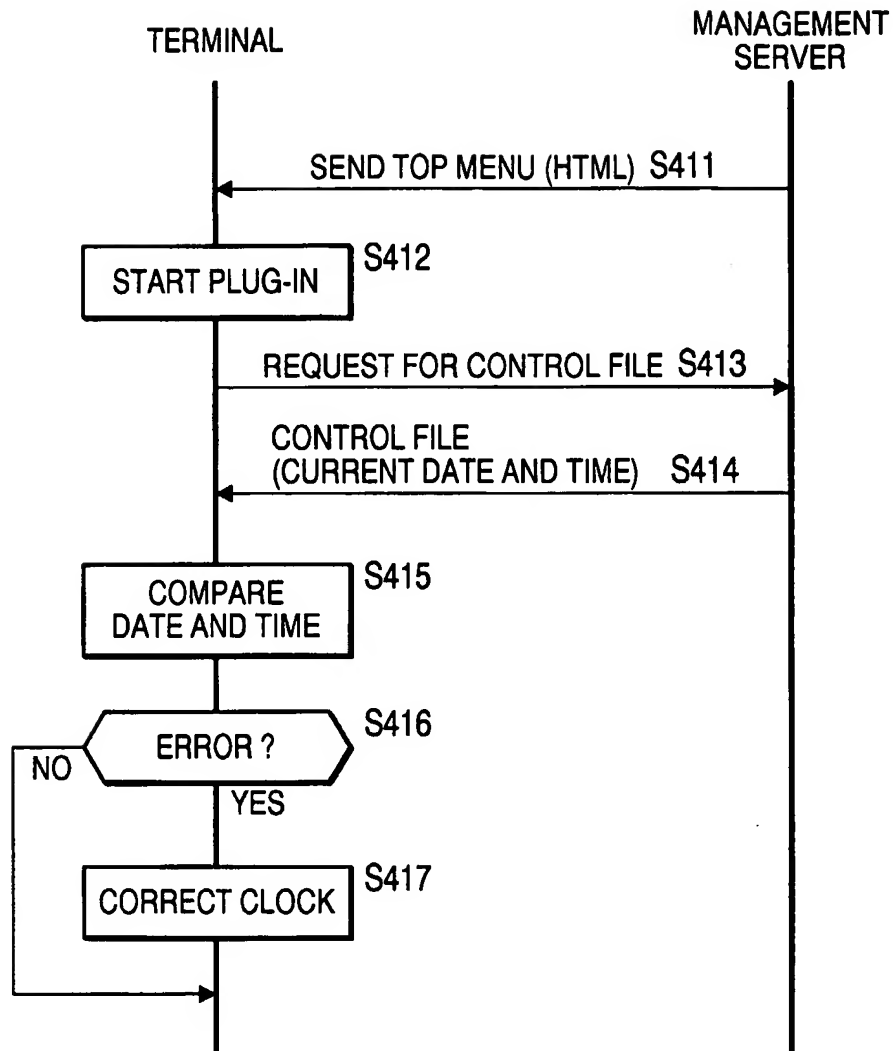 TERMINAL
MANAGEMENT
SERVER
SEND TOP MENU (HTML) S411
START PLUG-IN
S412
REQUEST FOR CONTROL FILE S413
CONTROL FILE
(CURRENT DATE AND TIME) S414
COMPARE
DATE AND TIME
S415
ERROR ?
S416
NO
YES
CORRECT CLOCK
S417